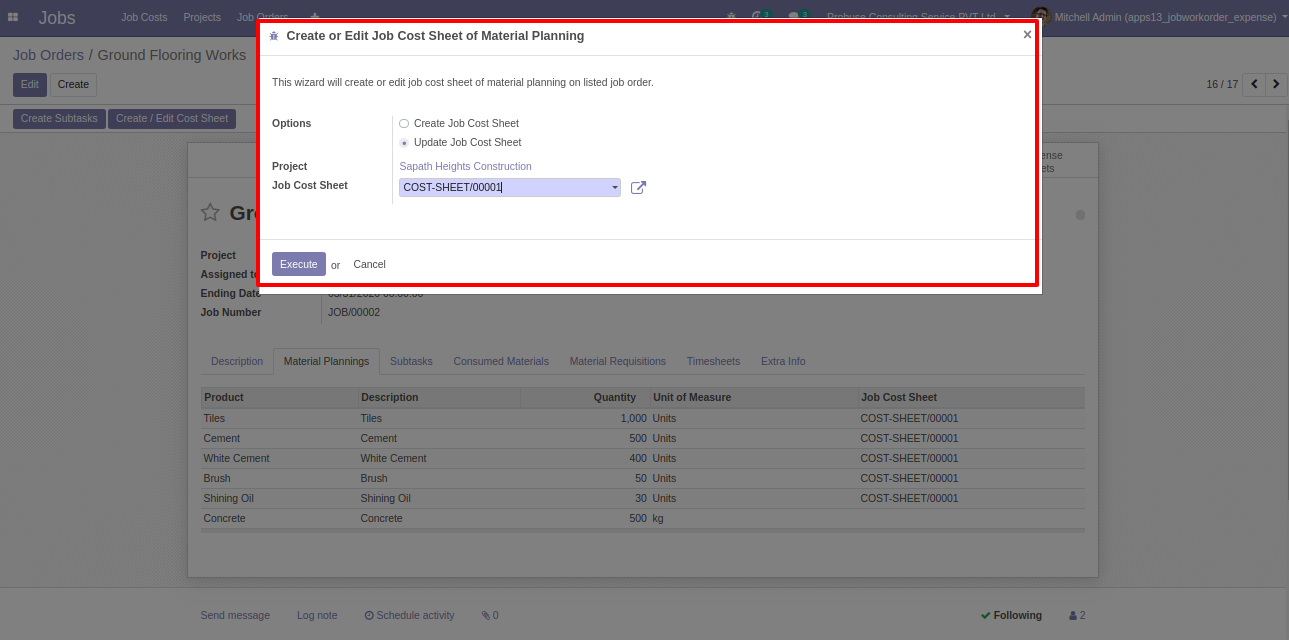 Jobs Job Costs Projects Job Orders Probuse Consulting Service PVT Ltd. Mitchell Admin (apps13_jobworkorder_expense)
3 3
Create or Edit Job Cost Sheet of Material Planning ×
Job Orders / Ground Flooring Works
Edit Create 16 / 17
This wizard will create or edit job cost sheet of material planning on listed job order.
Create Subtasks Create / Edit Cost Sheet
Options Create Job Cost Sheet
Update Job Cost Sheet
Project Sapath Heights Construction
Job Cost Sheet COST-SHEET/00001
Execute or Cancel
Project
Assigned
Ending Date
Job Number JOB/00002
Description Material Plannings Subtasks Consumed Materials Material Requisitions Timesheets Extra Info
Product Description Quantity Unit of Measure Job Cost Sheet
Tiles Tiles 1,000 Units COST-SHEET/00001
Cement Cement 500 Units COST-SHEET/00001
White Cement White Cement 400 Units COST-SHEET/00001
Brush Brush 50 Units COST-SHEET/00001
Shining Oil Shining Oil 30 Units COST-SHEET/00001
Concrete Concrete 500 kg
Send message Log note Schedule activity 0 Following 2